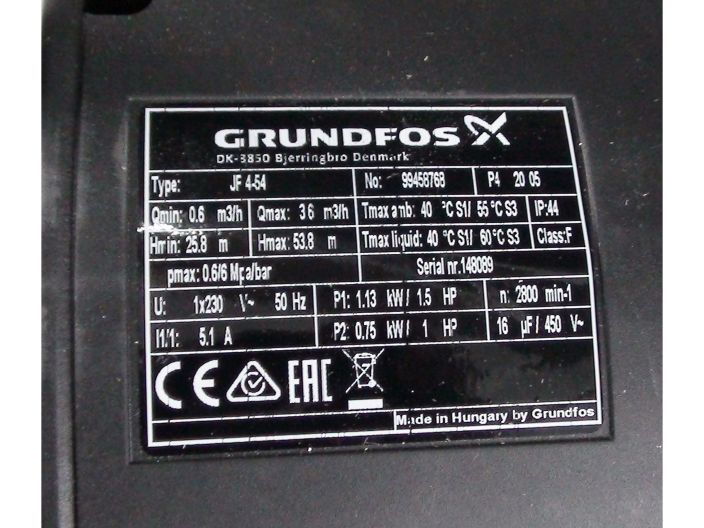 GRUNDFOS
DK-8850 Bjerringbro Denmark
Type: JF 4-54 No: 99458768 P4 20 05
Qmin: 0.6 m3/h Qmax: 3.6 m3/h Tmax amb: 40 °C S1/ 55 °C S3 IP:44
Hmin: 25.8 m Hmax: 53.8 m Tmax liquid: 40 °C S1/ 60°C S3 Class:F
pmax: 0.6/6 Mpa/bar Serial nr.148089
U: 1x230 V~ 50 Hz P1: 1.13 kW / 1.5 HP n: 2800 min-1
I1/1: 5.1 A P2: 0.75 kW / 1 HP 16 µF / 450 V~
CE EAC
Made in Hungary by Grundfos